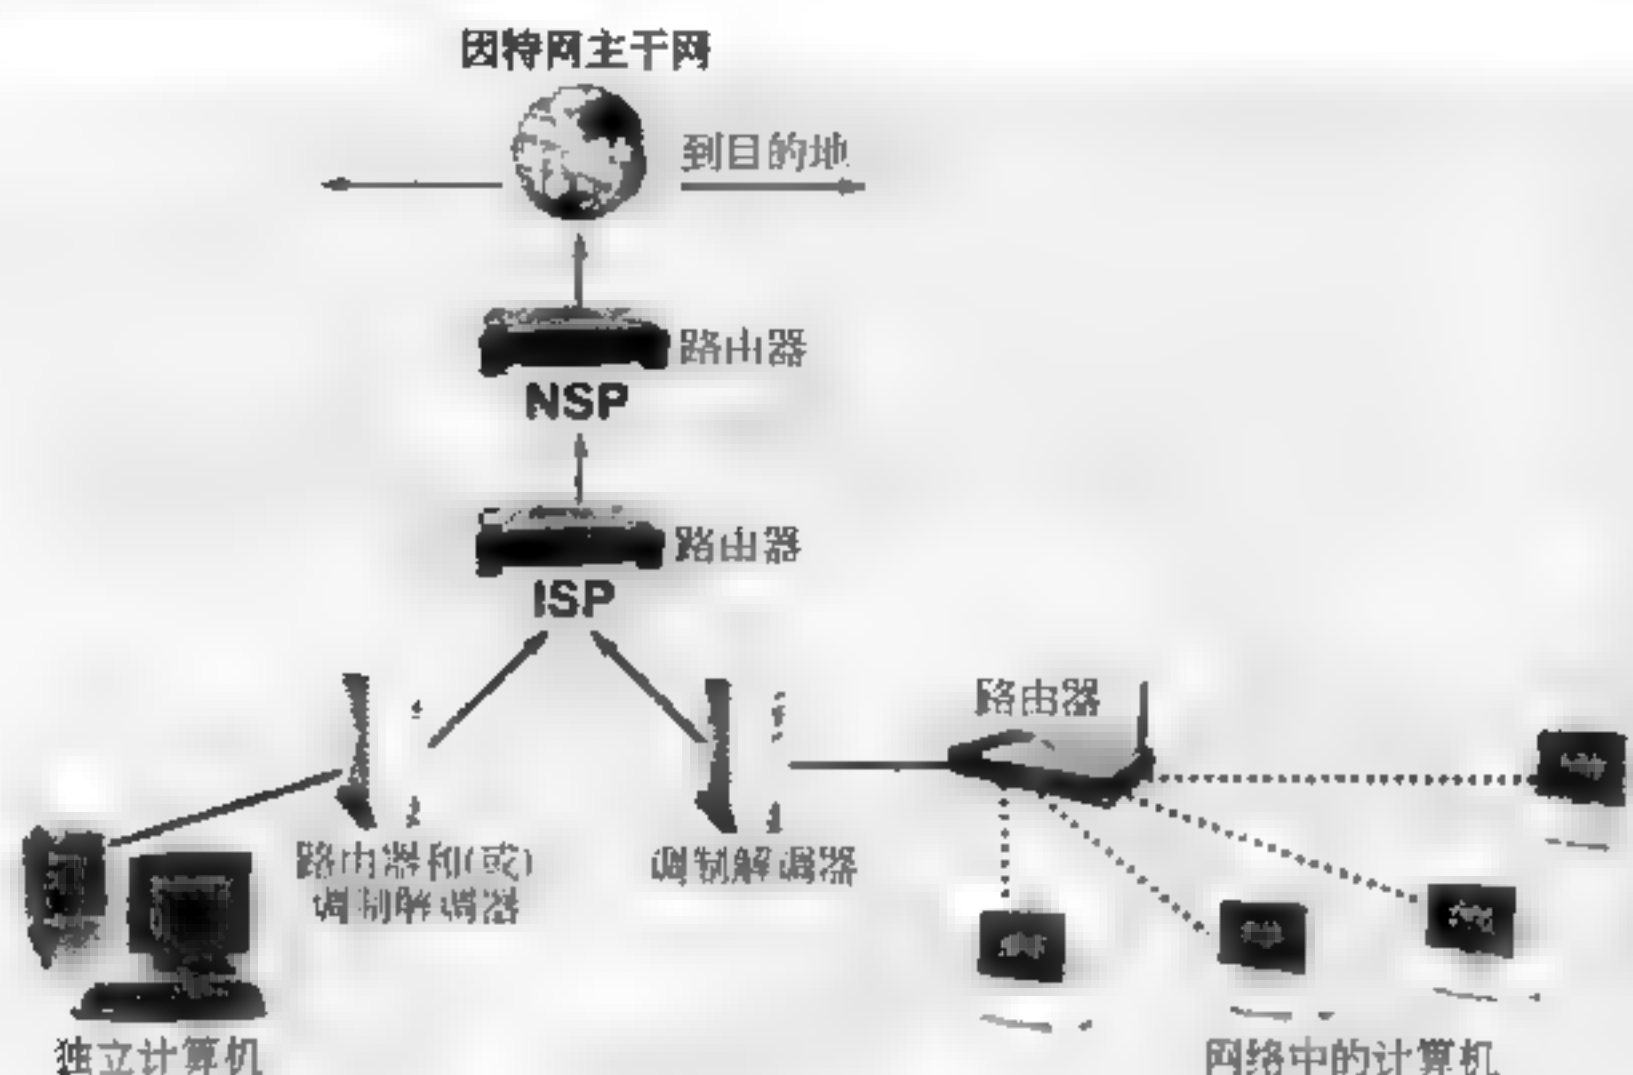 因特网主干网
到目的地
路由器
NSP
路由器
ISP
路由器
路由器和(或)
调制解调器
调制解调器
独立计算机
网络中的计算机